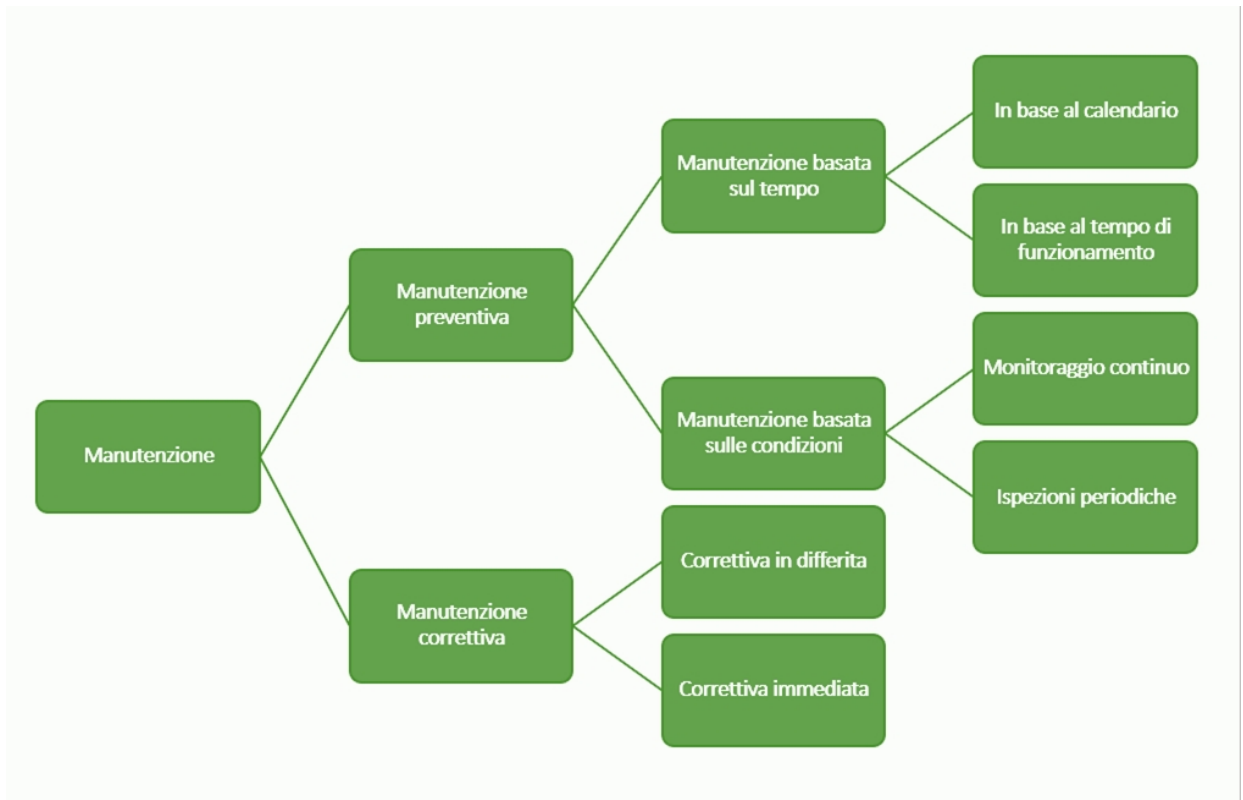 Manutenzione
Manutenzione
preventiva
Manutenzione
correttiva
Manutenzione basata
sul tempo
Manutenzione basata
sulle condizioni
Correttiva in differita
Correttiva immediata
In base al calendario
In base al tempo di
funzionamento
Monitoraggio continuo
Ispezioni periodiche